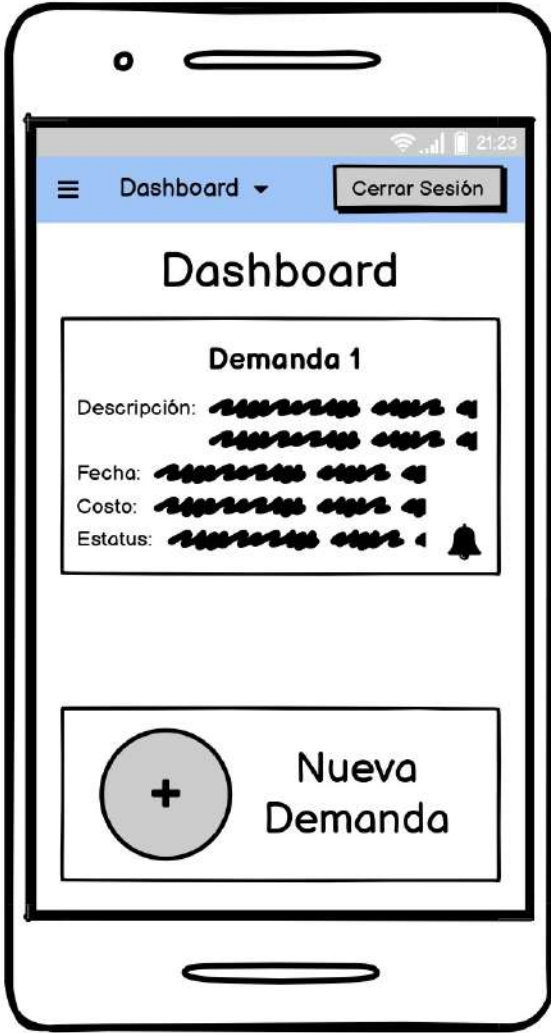 21:23
Dashboard
Cerrar Sesión
Dashboard
Demanda 1
Descripción:
Fecha:
Costo:
Estatus:
+
Nueva
Demanda